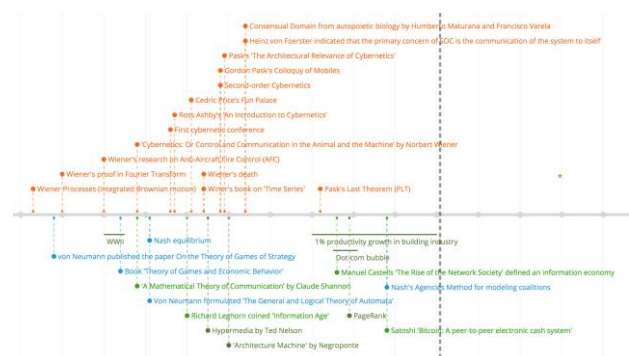 Consensual Domain from autopoietic biology by Humberto Maturana and Francisco Varela
Heinz von Foerster indicated that the primary concern of SOC is the communication of the system to itself
Pask's 'The Architectural Relevance of Cybernetics'
Gordon Pask's Colloquy of Mobiles
Second-order Cybernetics
Cedric Price's Fun Palace
Ross Ashby's 'An Introduction to Cybernetics'
First cybernetic conference
'Cybernetics: Or Control and Communication in the Animal and the Machine' by Norbert Wiener
Wiener's research on Anti-Aircraft Fire Control (AFC)
Wiener's proof in Fourier Transform
Wiener's death
Wiener Processes (integrated Brownian motion)
Winer's book on 'Time Series'
Pask's Last Theorem (PLT)
WWII
Nash equilibrium
1% productivity growth in building industry
von Neumann published the paper On the Theory of Games of Strategy
Dot-com bubble
Book 'Theory of Games and Economic Behavior'
Manuel Castells 'The Rise of the Network Society' defined an information economy
'A Mathematical Theory of Communication' by Claude Shannon
Nash's Agencies Method for modeling coalitions
Von Neumann formulated 'The General and Logical Theory of Automata'
Richard Leghorn coined 'Information Age'
PageRank
Hypermedia by Ted Nelson
Satoshi 'Bitcoin: A peer-to-peer electronic cash system'
'Architecture Machine' by Negroponte